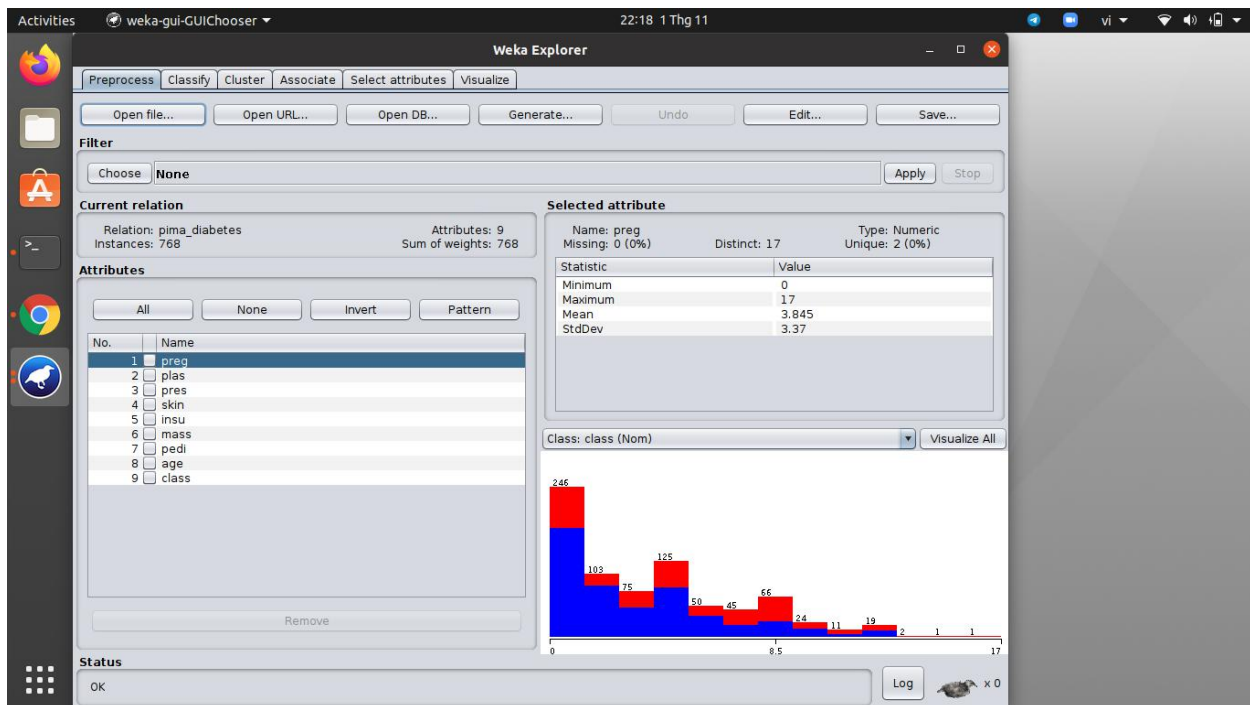 Activities weka-gui-GUIChooser 22:18 1 Thg 11 vi
Weka Explorer
Preprocess Classify Cluster Associate Select attributes Visualize
Open file... Open URL... Open DB... Generate... Undo Edit... Save...
Filter
Choose None Apply Stop
Current relation
Relation: pima_diabetes Attributes: 9
Instances: 768 Sum of weights: 768
Attributes
All None Invert Pattern
No. Name
1 preg
2 plas
3 pres
4 skin
5 insu
6 mass
7 pedi
8 age
9 class
Remove
Selected attribute
Name: preg Type: Numeric
Missing: 0 (0%) Distinct: 17 Unique: 2 (0%)
Statistic Value
Minimum 0
Maximum 17
Mean 3.845
StdDev 3.37
Class: class (Nom) Visualize All
246
103 75 125 50 45 66 24 11 19 2 1 1
0 8.5 17
Status
OK Log x 0